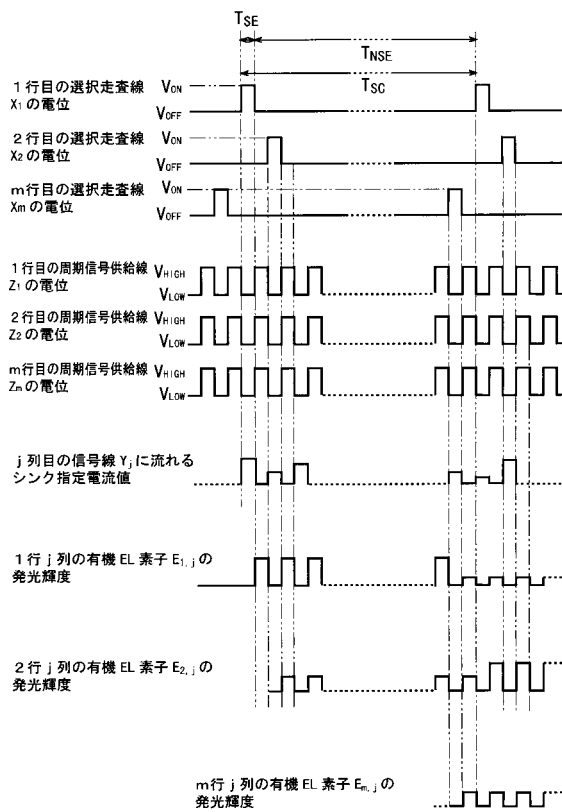 TSE
TNSE
TSC
1行目の選択走査線
X1の電位
VON
VOFF
2行目の選択走査線
X2の電位
VON
VOFF
m行目の選択走査線
Xmの電位
VON
VOFF
1行目の周期信号供給線
Z1の電位
VHIGH
VLOW
2行目の周期信号供給線
Z2の電位
VHIGH
VLOW
m行目の周期信号供給線
Zmの電位
VHIGH
VLOW
j列目の信号線Yjに流れる
シンク指定電流値
1行j列の有機EL素子E1,jの
発光輝度
2行j列の有機EL素子E2,jの
発光輝度
m行j列の有機EL素子Em,jの
発光輝度